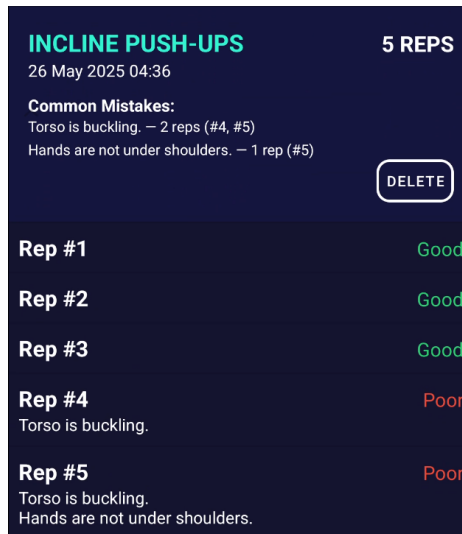 INCLINE PUSH-UPS
5 REPS
26 May 2025 04:36
Common Mistakes:
Torso is buckling. — 2 reps (#4, #5)
Hands are not under shoulders. — 1 rep (#5)
DELETE
Rep #1
Good
Rep #2
Good
Rep #3
Good
Rep #4
Poor
Torso is buckling.
Rep #5
Poor
Torso is buckling.
Hands are not under shoulders.